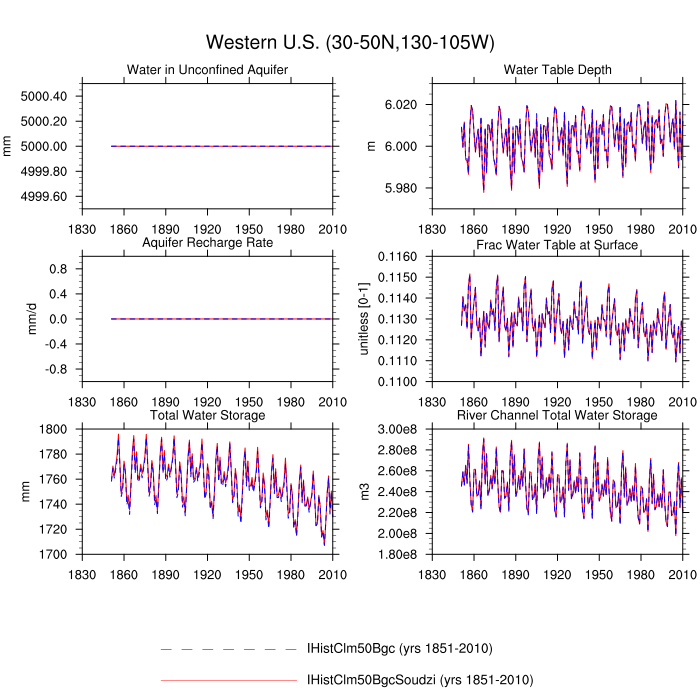 Western U.S. (30-50N,130-105W)
Water in Unconfined Aquifer
Water Table Depth
5000.40
5000.20
5000.00
4999.80
4999.60
mm
1830 1860 1890 1920 1950 1980 2010
6.020
6.000
5.980
m
1830 1860 1890 1920 1950 1980 2010
Aquifer Recharge Rate
Frac Water Table at Surface
0.8
0.4
0.0
-0.4
-0.8
mm/d
1830 1860 1890 1920 1950 1980 2010
0.1160
0.1150
0.1140
0.1130
0.1120
0.1110
0.1100
unitless [0-1]
1830 1860 1890 1920 1950 1980 2010
Total Water Storage
River Channel Total Water Storage
1800
1780
1760
1740
1720
1700
mm
1830 1860 1890 1920 1950 1980 2010
3.00e8
2.80e8
2.60e8
2.40e8
2.20e8
2.00e8
1.80e8
m3
1830 1860 1890 1920 1950 1980 2010
IHistClm50Bgc (yrs 1851-2010)
IHistClm50BgcSoudzi (yrs 1851-2010)